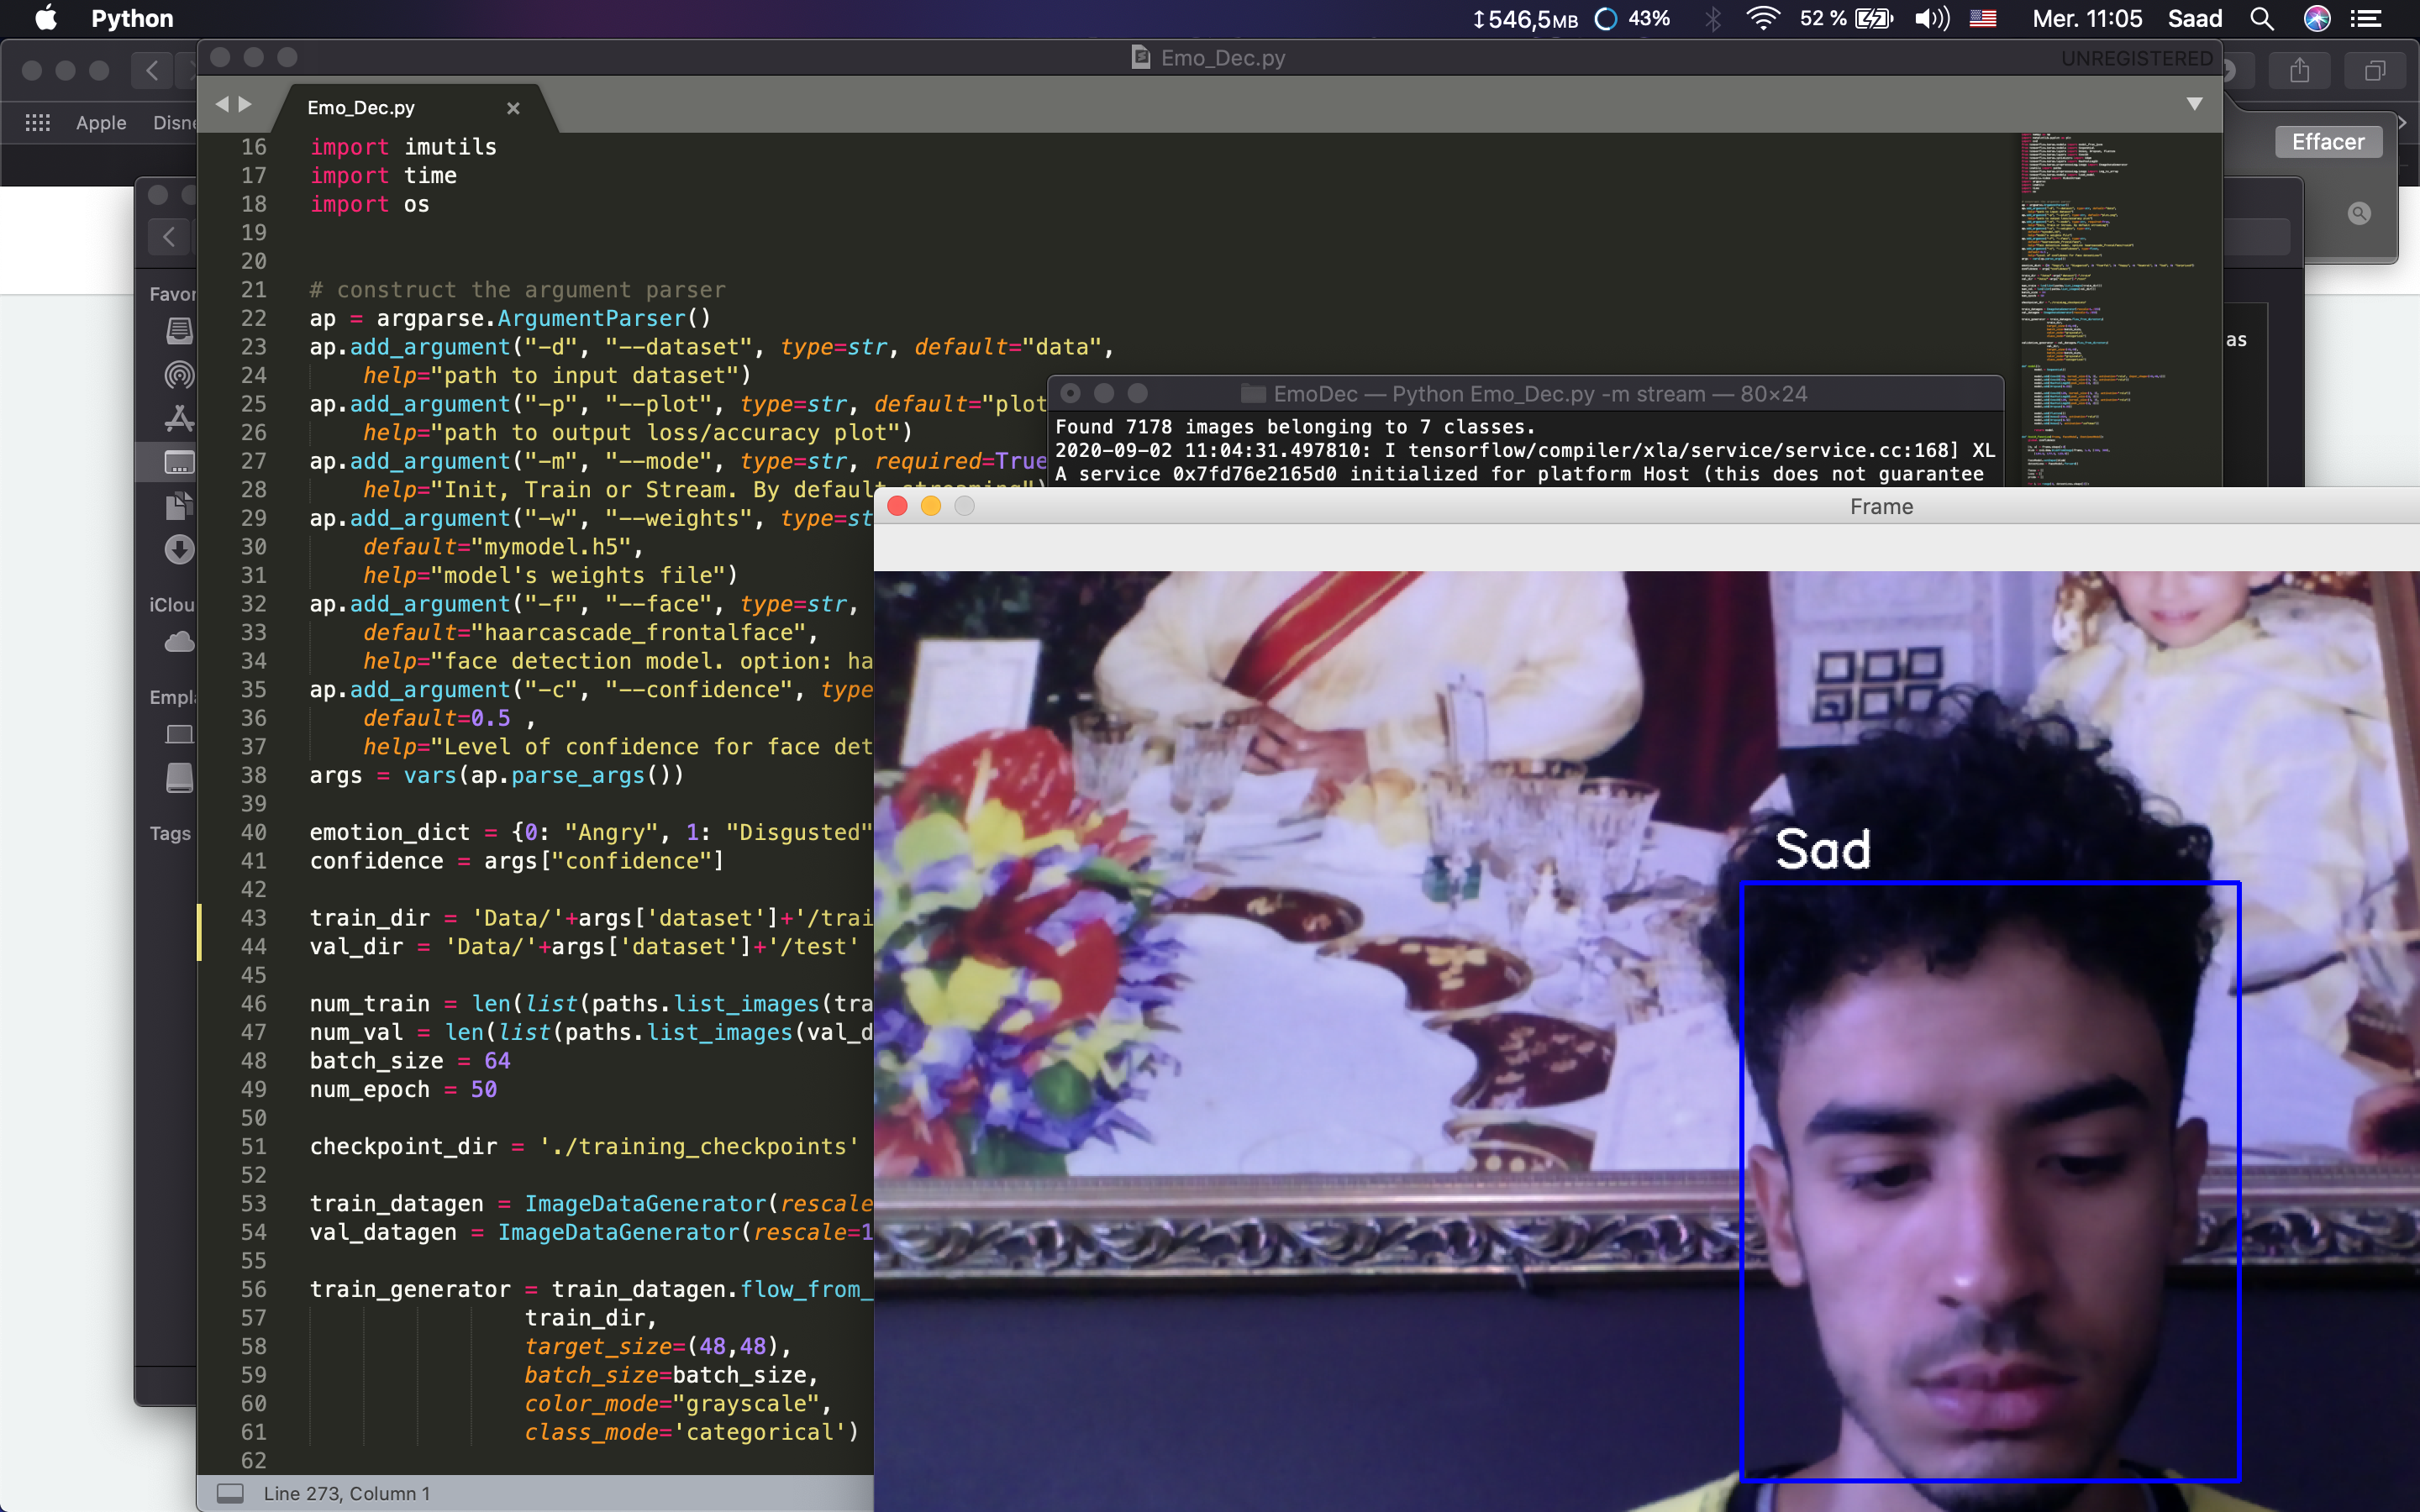 Python
546,5MB 43% 52 % Mer. 11:05 Saad
Emo_Dec.py
UNREGISTERED
Apple
Disne
Effacer
Favor
iClou
Empla
Tags
as
Emo_Dec.py ×
16 import imutils
17 import time
18 import os
19
20
21 # construct the argument parser
22 ap = argparse.ArgumentParser()
23 ap.add_argument("-d", "--dataset", type=str, default="data",
24 help="path to input dataset")
25 ap.add_argument("-p", "--plot", type=str, default="plot
26 help="path to output loss/accuracy plot")
27 ap.add_argument("-m", "--mode", type=str, required=True
28 help="Init, Train or Stream. By default streaming")
29 ap.add_argument("-w", "--weights", type=st
30 default="mymodel.h5",
31 help="model's weights file")
32 ap.add_argument("-f", "--face", type=str,
33 default="haarcascade_frontalface",
34 help="face detection model. option: ha
35 ap.add_argument("-c", "--confidence", type
36 default=0.5 ,
37 help="Level of confidence for face det
38 args = vars(ap.parse_args())
39
40 emotion_dict = {0: "Angry", 1: "Disgusted"
41 confidence = args["confidence"]
42
43 train_dir = 'Data/'+args['dataset']+'/trai
44 val_dir = 'Data/'+args['dataset']+'/test'
45
46 num_train = len(list(paths.list_images(tra
47 num_val = len(list(paths.list_images(val_d
48 batch_size = 64
49 num_epoch = 50
50
51 checkpoint_dir = './training_checkpoints'
52
53 train_datagen = ImageDataGenerator(rescale
54 val_datagen = ImageDataGenerator(rescale=1
55
56 train_generator = train_datagen.flow_from_
57 train_dir,
58 target_size=(48,48),
59 batch_size=batch_size,
60 color_mode="grayscale",
61 class_mode='categorical')
62
Line 273, Column 1
EmoDec — Python Emo_Dec.py -m stream — 80×24
Found 7178 images belonging to 7 classes.
2020-09-02 11:04:31.497810: I tensorflow/compiler/xla/service/service.cc:168] XL
A service 0x7fd76e2165d0 initialized for platform Host (this does not guarantee
Frame
Sad